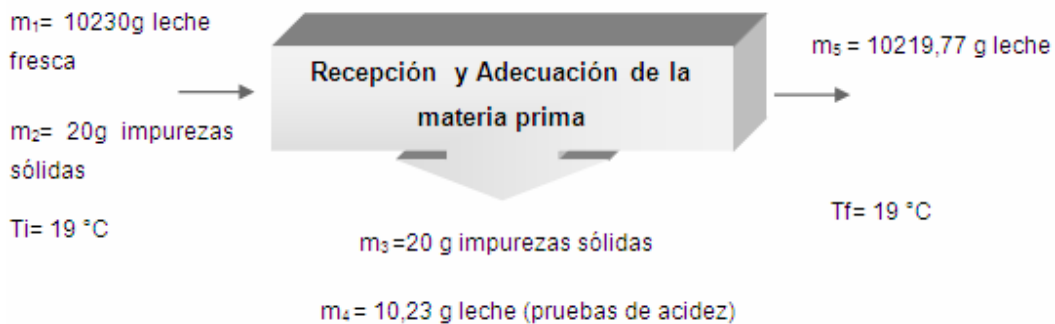 m₁= 10230g leche
fresca
m₂= 20g impurezas
sólidas
Ti= 19 °C
Recepción y Adecuación de la
materia prima
m₃ =20 g impurezas sólidas
m₄ = 10,23 g leche (pruebas de acidez)
m₅ = 10219,77 g leche
Tf= 19 °C